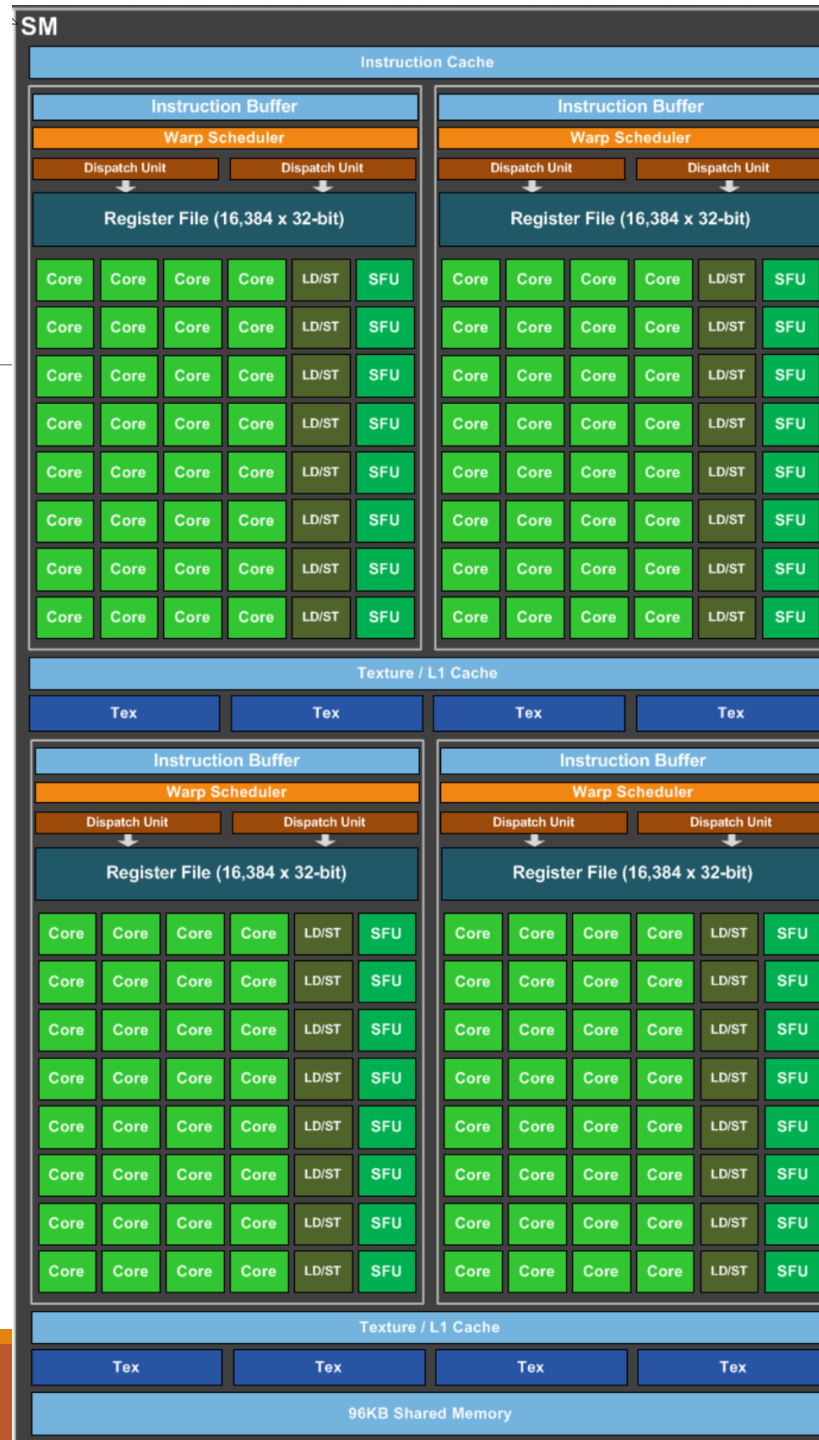 SM
Instruction Cache
Instruction Buffer Instruction Buffer
Warp Scheduler Warp Scheduler
Dispatch Unit Dispatch Unit Dispatch Unit Dispatch Unit
Register File (16,384 x 32-bit) Register File (16,384 x 32-bit)
Core Core Core Core LD/ST SFU Core Core Core Core LD/ST SFU
Core Core Core Core LD/ST SFU Core Core Core Core LD/ST SFU
Core Core Core Core LD/ST SFU Core Core Core Core LD/ST SFU
Core Core Core Core LD/ST SFU Core Core Core Core LD/ST SFU
Core Core Core Core LD/ST SFU Core Core Core Core LD/ST SFU
Core Core Core Core LD/ST SFU Core Core Core Core LD/ST SFU
Core Core Core Core LD/ST SFU Core Core Core Core LD/ST SFU
Core Core Core Core LD/ST SFU Core Core Core Core LD/ST SFU
Texture / L1 Cache
Tex Tex Tex Tex
Instruction Buffer Instruction Buffer
Warp Scheduler Warp Scheduler
Dispatch Unit Dispatch Unit Dispatch Unit Dispatch Unit
Register File (16,384 x 32-bit) Register File (16,384 x 32-bit)
Core Core Core Core LD/ST SFU Core Core Core Core LD/ST SFU
Core Core Core Core LD/ST SFU Core Core Core Core LD/ST SFU
Core Core Core Core LD/ST SFU Core Core Core Core LD/ST SFU
Core Core Core Core LD/ST SFU Core Core Core Core LD/ST SFU
Core Core Core Core LD/ST SFU Core Core Core Core LD/ST SFU
Core Core Core Core LD/ST SFU Core Core Core Core LD/ST SFU
Core Core Core Core LD/ST SFU Core Core Core Core LD/ST SFU
Core Core Core Core LD/ST SFU Core Core Core Core LD/ST SFU
Texture / L1 Cache
Tex Tex Tex Tex
96KB Shared Memory